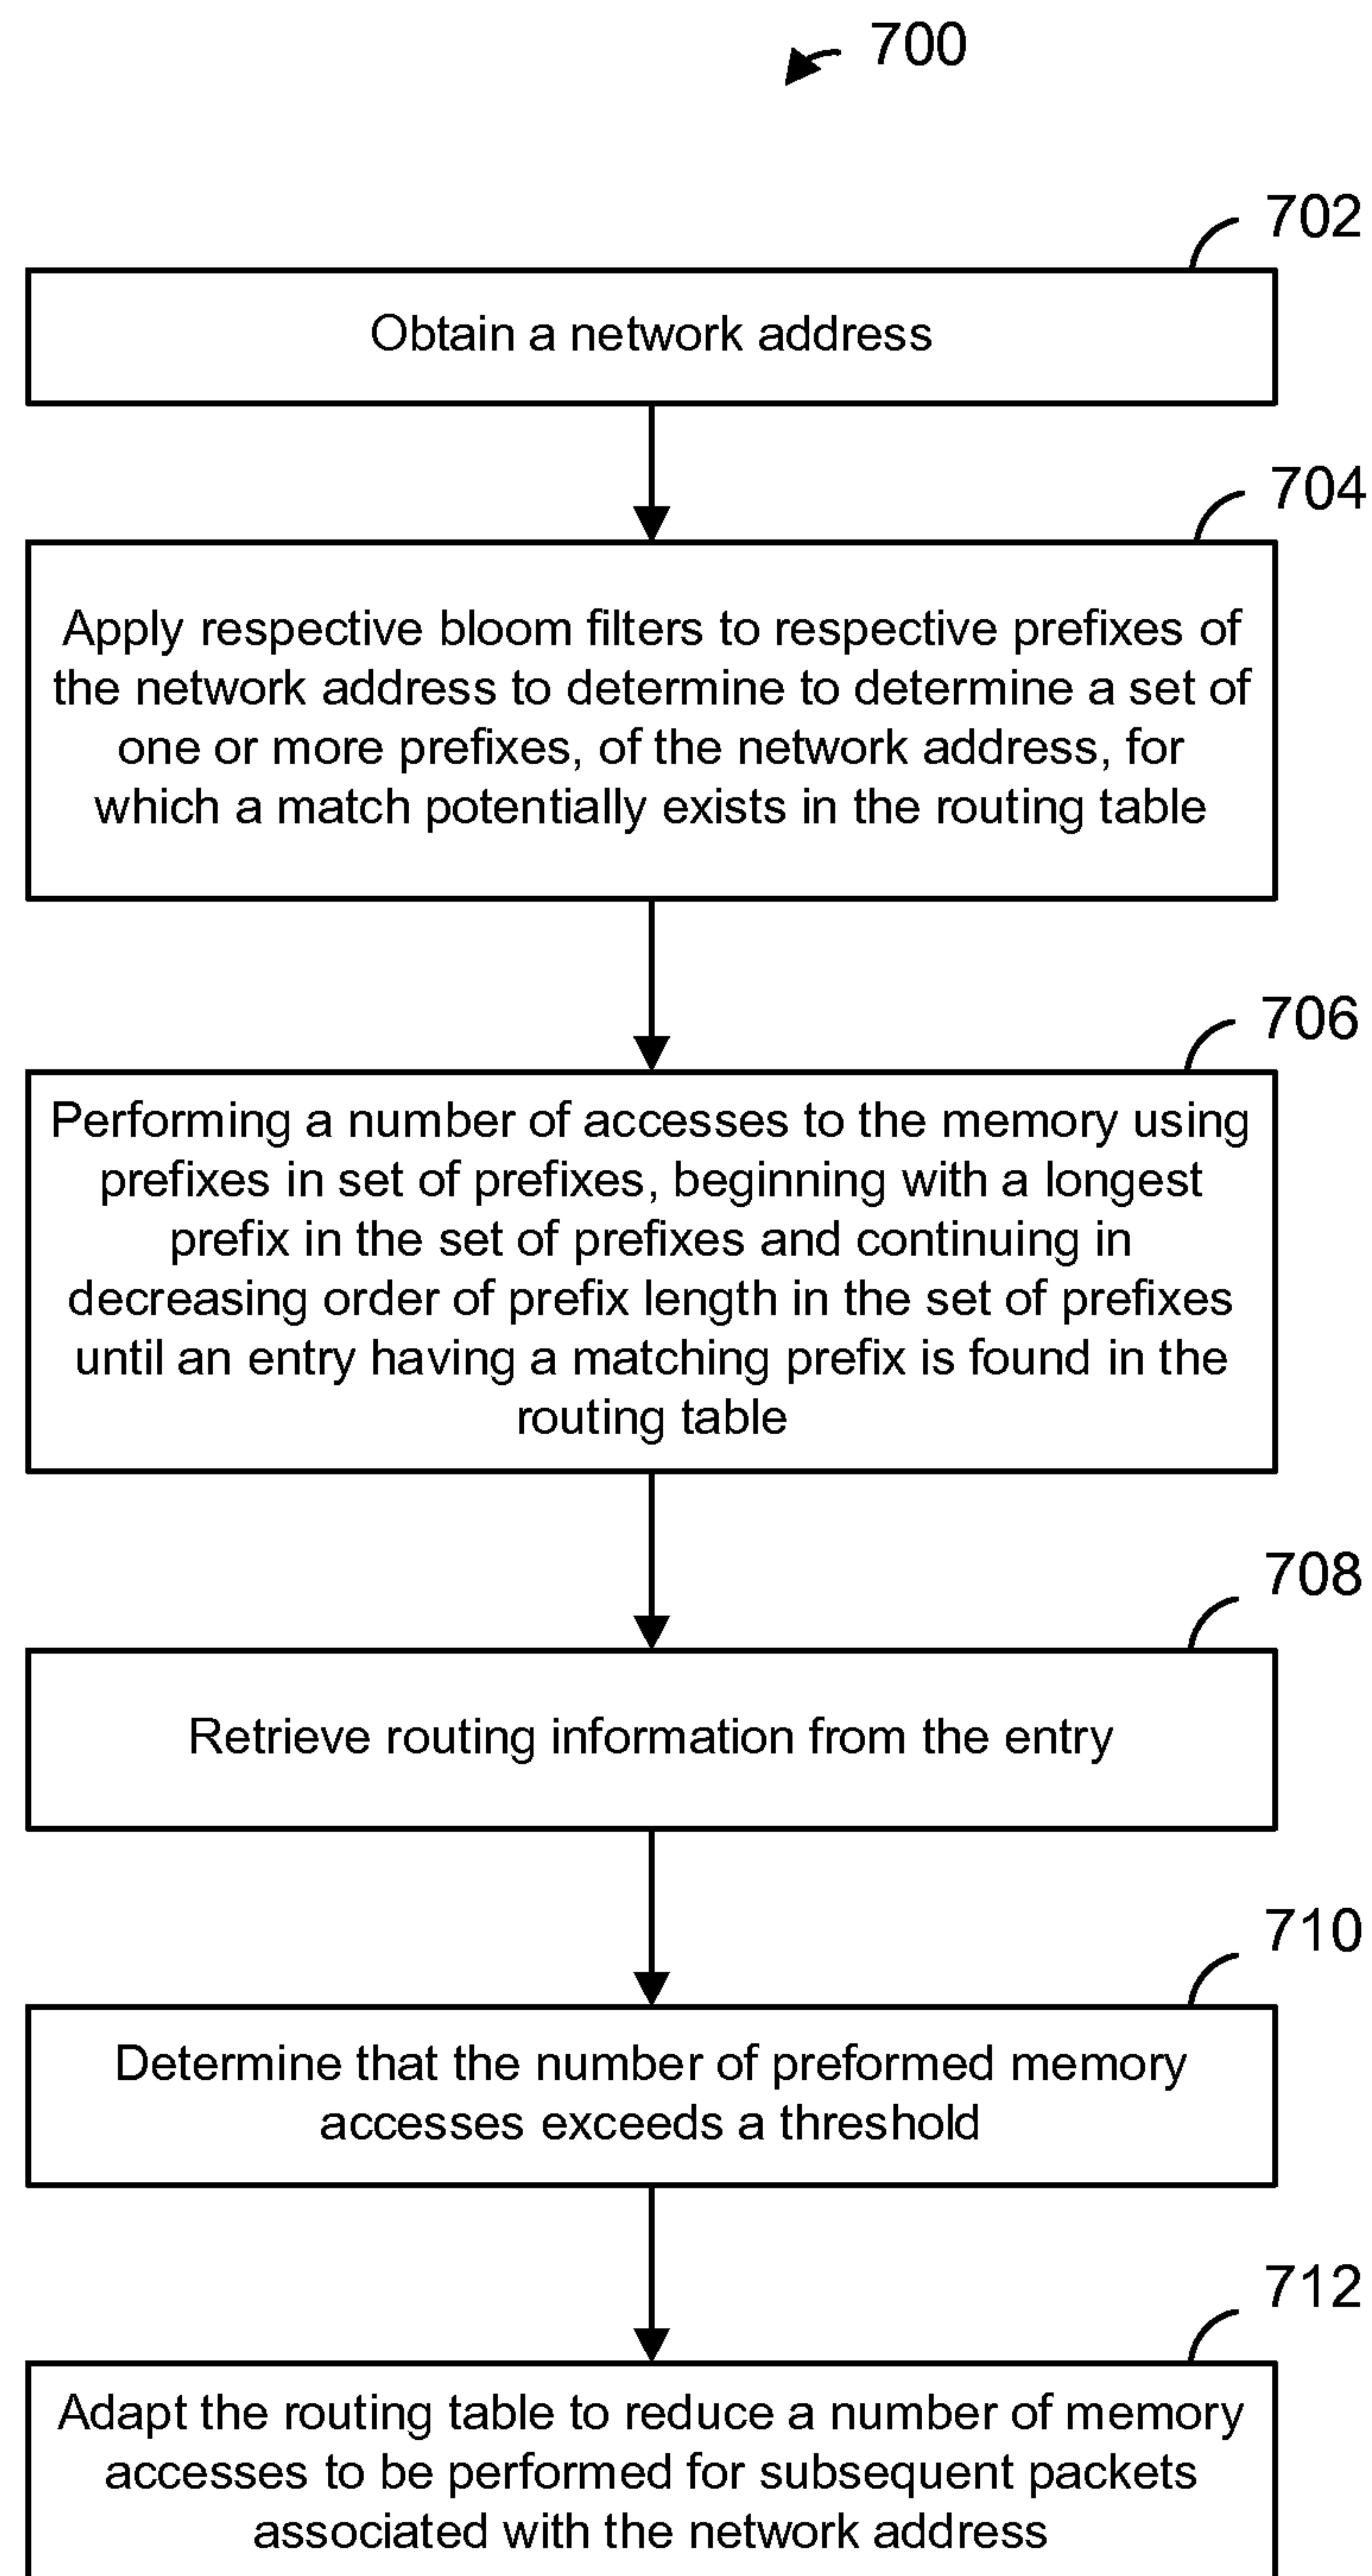 700
702
Obtain a network address
704
Apply respective bloom filters to respective prefixes of
the network address to determine to determine a set of
one or more prefixes, of the network address, for
which a match potentially exists in the routing table
706
Performing a number of accesses to the memory using
prefixes in set of prefixes, beginning with a longest
prefix in the set of prefixes and continuing in
decreasing order of prefix length in the set of prefixes
until an entry having a matching prefix is found in the
routing table
708
Retrieve routing information from the entry
710
Determine that the number of preformed memory
accesses exceeds a threshold
712
Adapt the routing table to reduce a number of memory
accesses to be performed for subsequent packets
associated with the network address